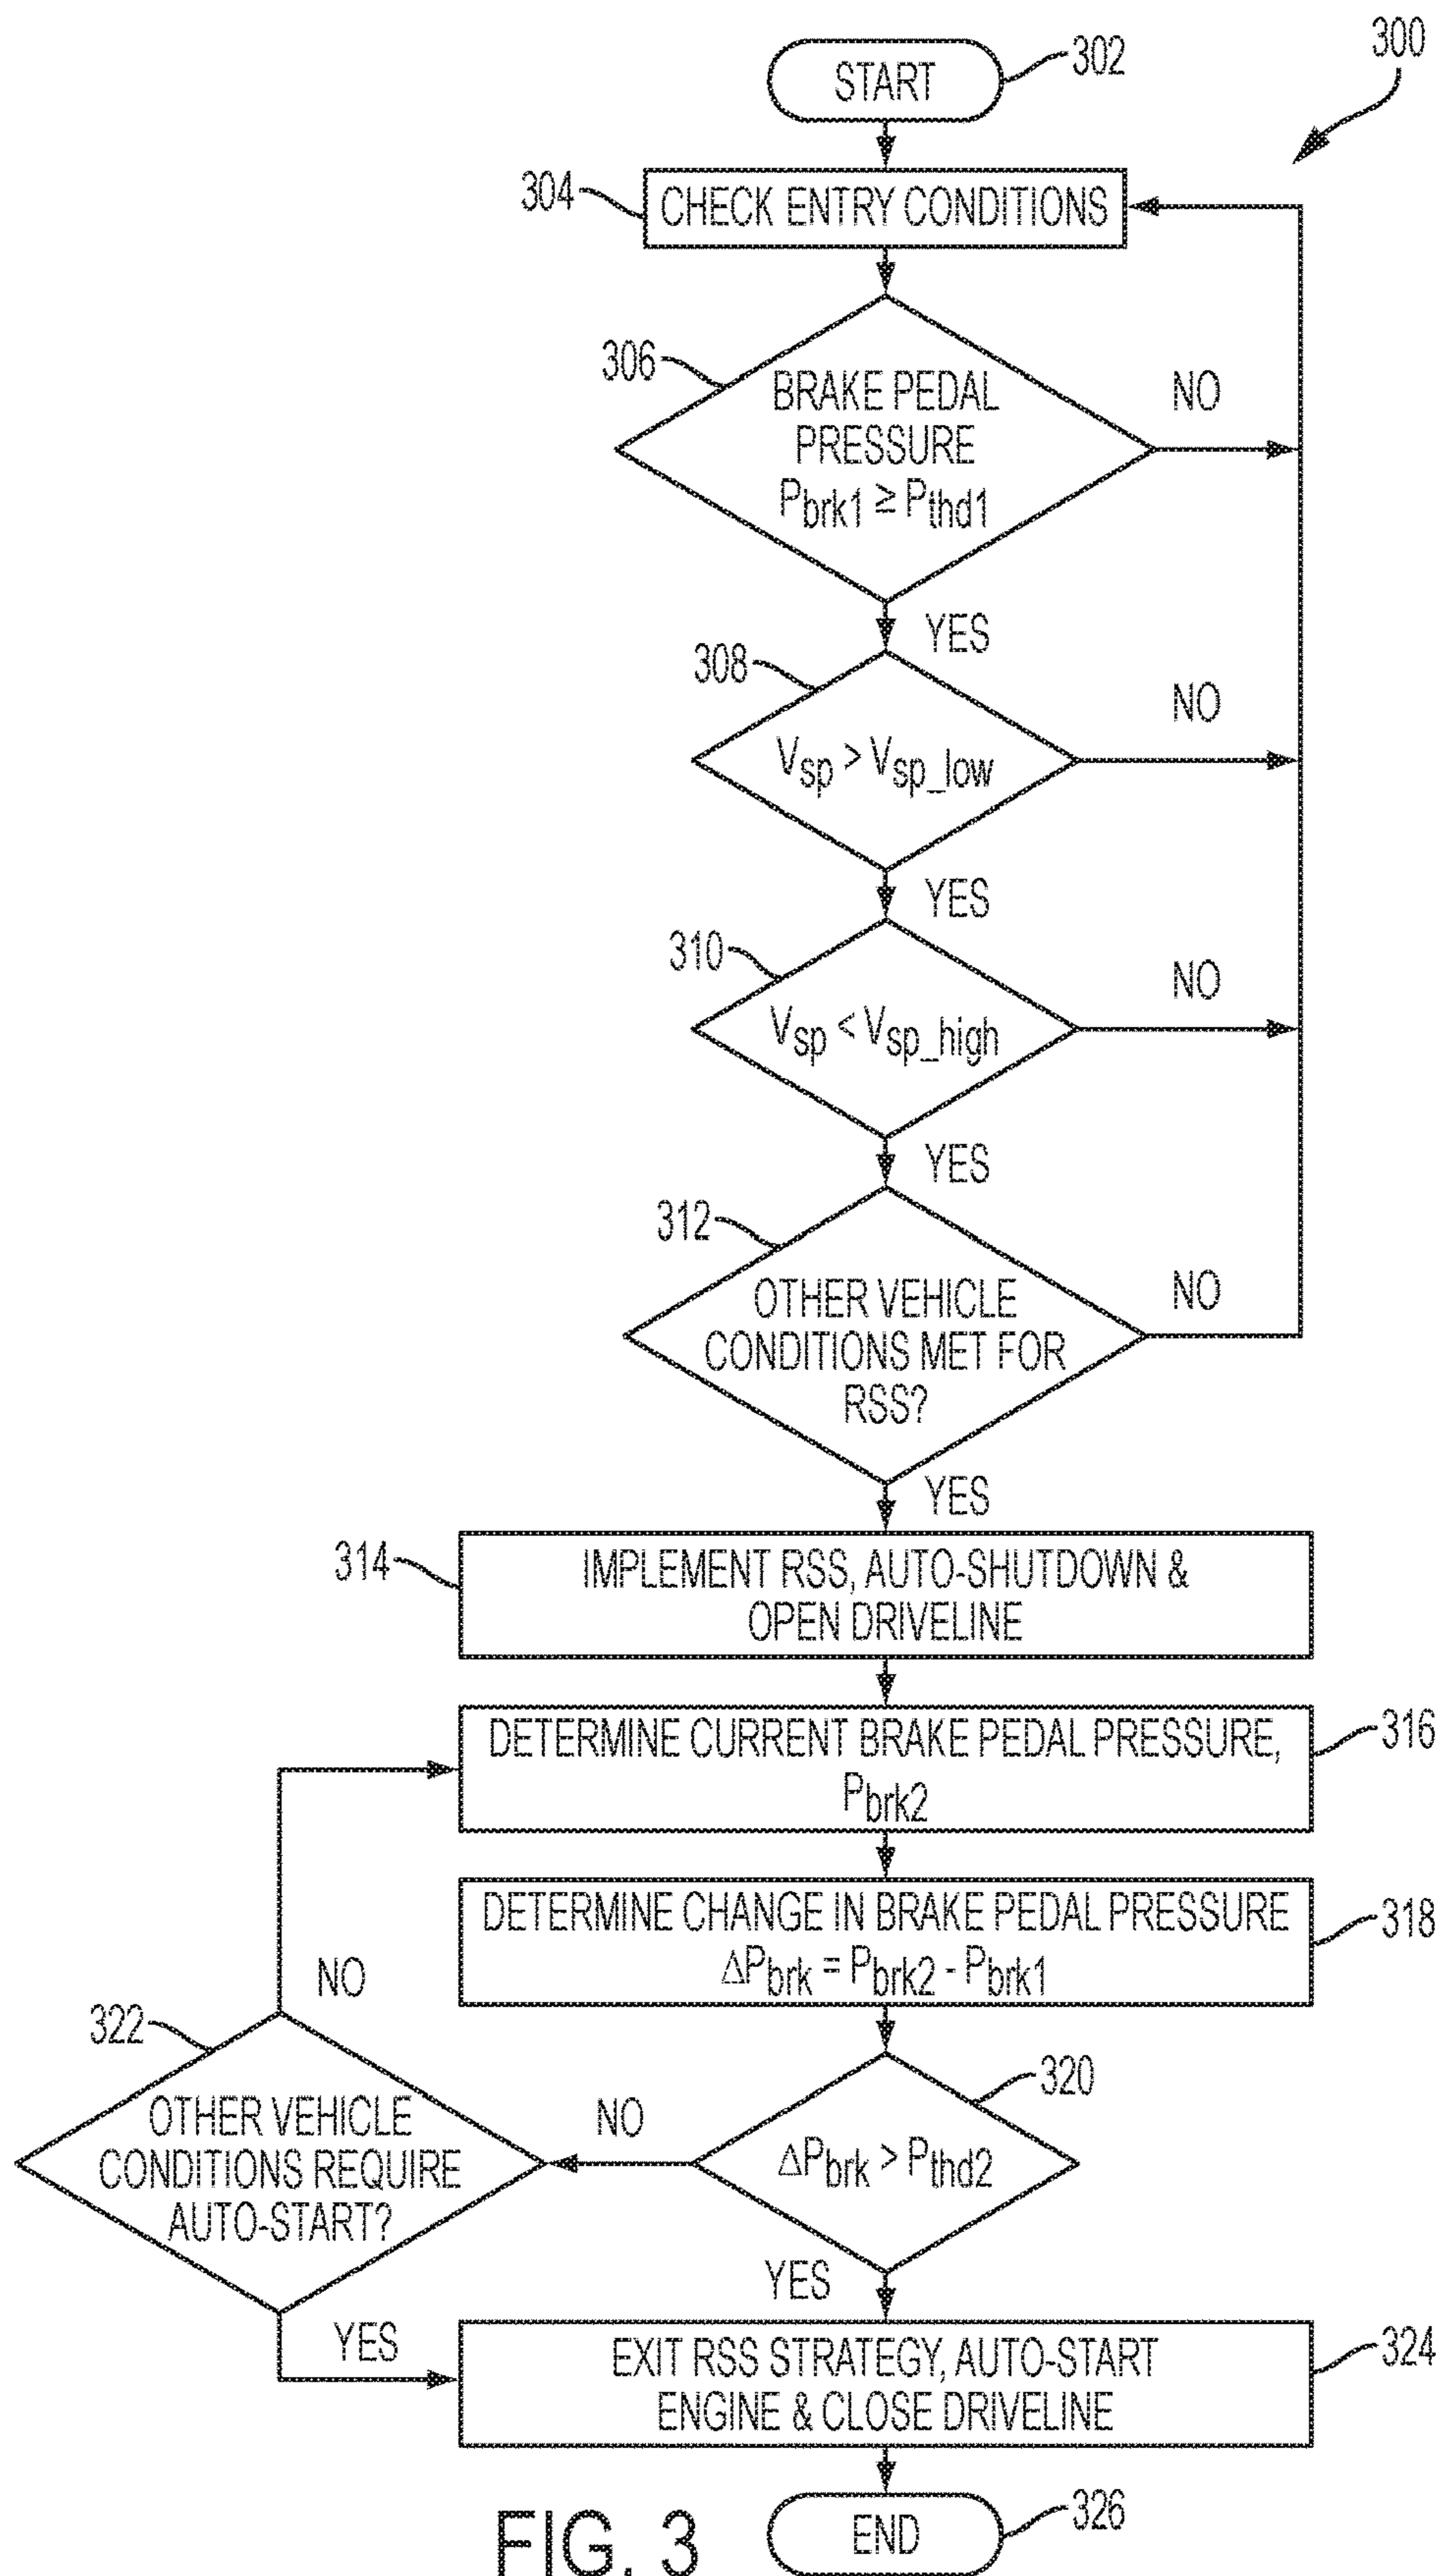 300
START
302
304
CHECK ENTRY CONDITIONS
306
BRAKE PEDAL
PRESSURE
Pbrk1 ≥ Pthd1
NO
YES
308
Vsp > Vsp_low
NO
YES
310
Vsp < Vsp_high
NO
YES
312
OTHER VEHICLE
CONDITIONS MET FOR
RSS?
NO
YES
314
IMPLEMENT RSS, AUTO-SHUTDOWN &
OPEN DRIVELINE
DETERMINE CURRENT BRAKE PEDAL PRESSURE,
Pbrk2
316
DETERMINE CHANGE IN BRAKE PEDAL PRESSURE
ΔPbrk = Pbrk2 - Pbrk1
318
NO
322
OTHER VEHICLE
CONDITIONS REQUIRE
AUTO-START?
NO
320
ΔPbrk > Pthd2
YES
YES
EXIT RSS STRATEGY, AUTO-START
ENGINE & CLOSE DRIVELINE
324
END
326
FIG. 3